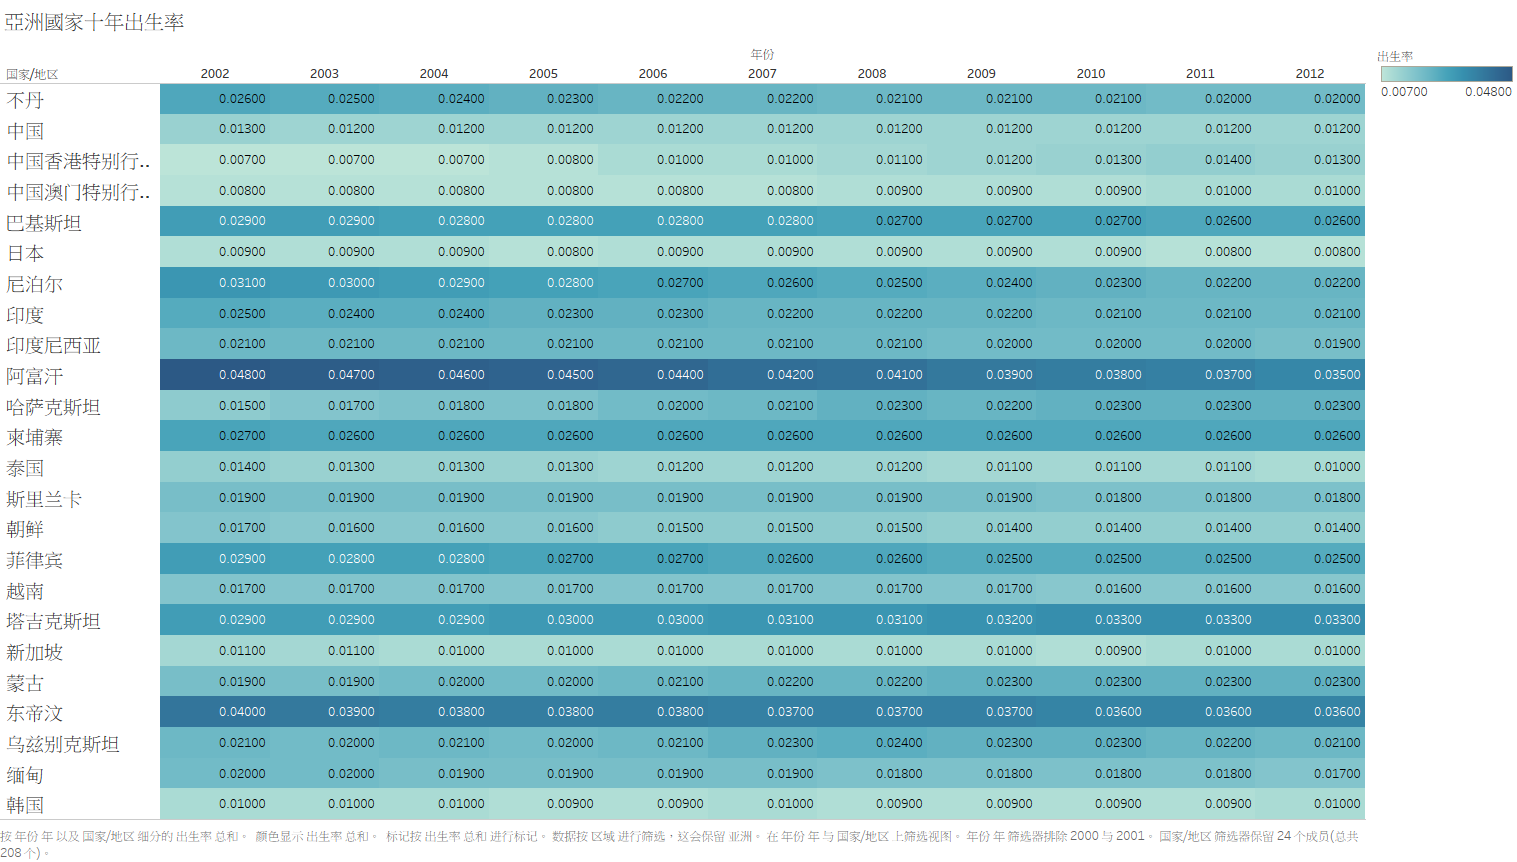 亞洲國家十年出生率
年份
国家/地区 2002 2003 2004 2005 2006 2007 2008 2009 2010 2011 2012
不丹 0.02600 0.02500 0.02400 0.02300 0.02200 0.02200 0.02100 0.02100 0.02100 0.02000 0.02000
中国 0.01300 0.01200 0.01200 0.01200 0.01200 0.01200 0.01200 0.01200 0.01200 0.01200 0.01200
中国香港特别行.. 0.00700 0.00700 0.00700 0.00800 0.01000 0.01000 0.01100 0.01200 0.01300 0.01400 0.01300
中国澳门特别行.. 0.00800 0.00800 0.00800 0.00800 0.00800 0.00800 0.00900 0.00900 0.00900 0.01000 0.01000
巴基斯坦 0.02900 0.02900 0.02800 0.02800 0.02800 0.02800 0.02700 0.02700 0.02700 0.02600 0.02600
日本 0.00900 0.00900 0.00900 0.00800 0.00900 0.00900 0.00900 0.00900 0.00900 0.00800 0.00800
尼泊尔 0.03100 0.03000 0.02900 0.02800 0.02700 0.02600 0.02500 0.02400 0.02300 0.02200 0.02200
印度 0.02500 0.02400 0.02400 0.02300 0.02300 0.02200 0.02200 0.02200 0.02100 0.02100 0.02100
印度尼西亚 0.02100 0.02100 0.02100 0.02100 0.02100 0.02100 0.02100 0.02000 0.02000 0.02000 0.01900
阿富汗 0.04800 0.04700 0.04600 0.04500 0.04400 0.04200 0.04100 0.03900 0.03800 0.03700 0.03500
哈萨克斯坦 0.01500 0.01700 0.01800 0.01800 0.02000 0.02100 0.02300 0.02200 0.02300 0.02300 0.02300
柬埔寨 0.02700 0.02600 0.02600 0.02600 0.02600 0.02600 0.02600 0.02600 0.02600 0.02600 0.02600
泰国 0.01400 0.01300 0.01300 0.01300 0.01200 0.01200 0.01200 0.01100 0.01100 0.01100 0.01000
斯里兰卡 0.01900 0.01900 0.01900 0.01900 0.01900 0.01900 0.01900 0.01900 0.01800 0.01800 0.01800
朝鲜 0.01700 0.01600 0.01600 0.01600 0.01500 0.01500 0.01500 0.01400 0.01400 0.01400 0.01400
菲律宾 0.02900 0.02800 0.02800 0.02700 0.02700 0.02600 0.02600 0.02500 0.02500 0.02500 0.02500
越南 0.01700 0.01700 0.01700 0.01700 0.01700 0.01700 0.01700 0.01700 0.01600 0.01600 0.01600
塔吉克斯坦 0.02900 0.02900 0.02900 0.03000 0.03000 0.03100 0.03100 0.03200 0.03300 0.03300 0.03300
新加坡 0.01100 0.01100 0.01000 0.01000 0.01000 0.01000 0.01000 0.01000 0.00900 0.01000 0.01000
蒙古 0.01900 0.01900 0.02000 0.02000 0.02100 0.02200 0.02200 0.02300 0.02300 0.02300 0.02300
东帝汶 0.04000 0.03900 0.03800 0.03800 0.03800 0.03700 0.03700 0.03700 0.03600 0.03600 0.03600
乌兹别克斯坦 0.02100 0.02000 0.02100 0.02000 0.02100 0.02300 0.02400 0.02300 0.02300 0.02200 0.02100
缅甸 0.02000 0.02000 0.01900 0.01900 0.01900 0.01900 0.01800 0.01800 0.01800 0.01800 0.01700
韩国 0.01000 0.01000 0.01000 0.00900 0.00900 0.01000 0.00900 0.00900 0.00900 0.00900 0.01000
出生率
0.00700 0.04800
按 年份 年 以及 国家/地区 细分的 出生率 总和。 颜色显示 出生率 总和。 标记按 出生率 总和 进行标记。 数据按 区域 进行筛选，这会保留 亚洲。 在 年份 年 与 国家/地区 上筛选视图。 年份 年 筛选器排除 2000 与 2001。 国家/地区 筛选器保留 24 个成员(总共
208 个)。